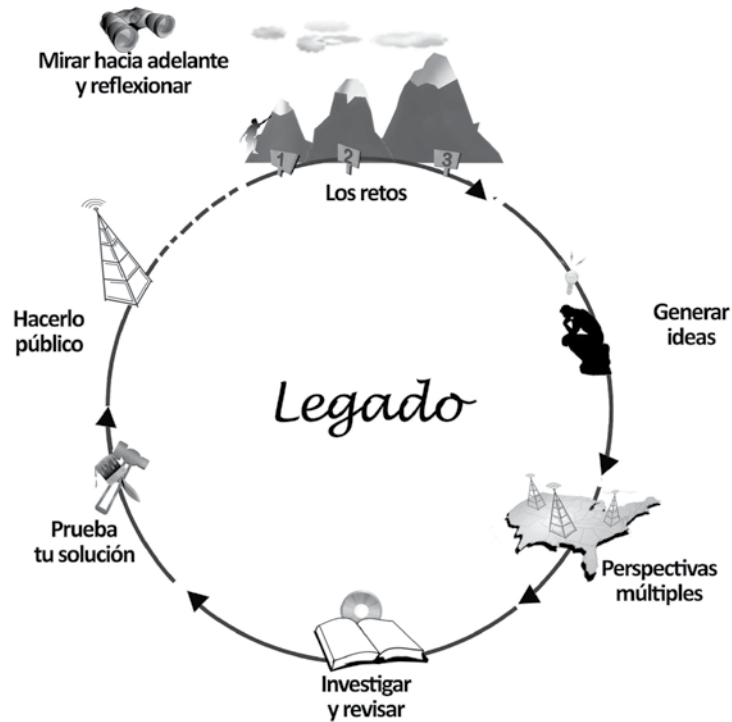 Mirar hacia adelante
y reflexionar
1 2 3
Los retos
Generar
ideas
Perspectivas
múltiples
Investigar
y revisar
Prueba
tu solución
Hacerlo
público
Legado